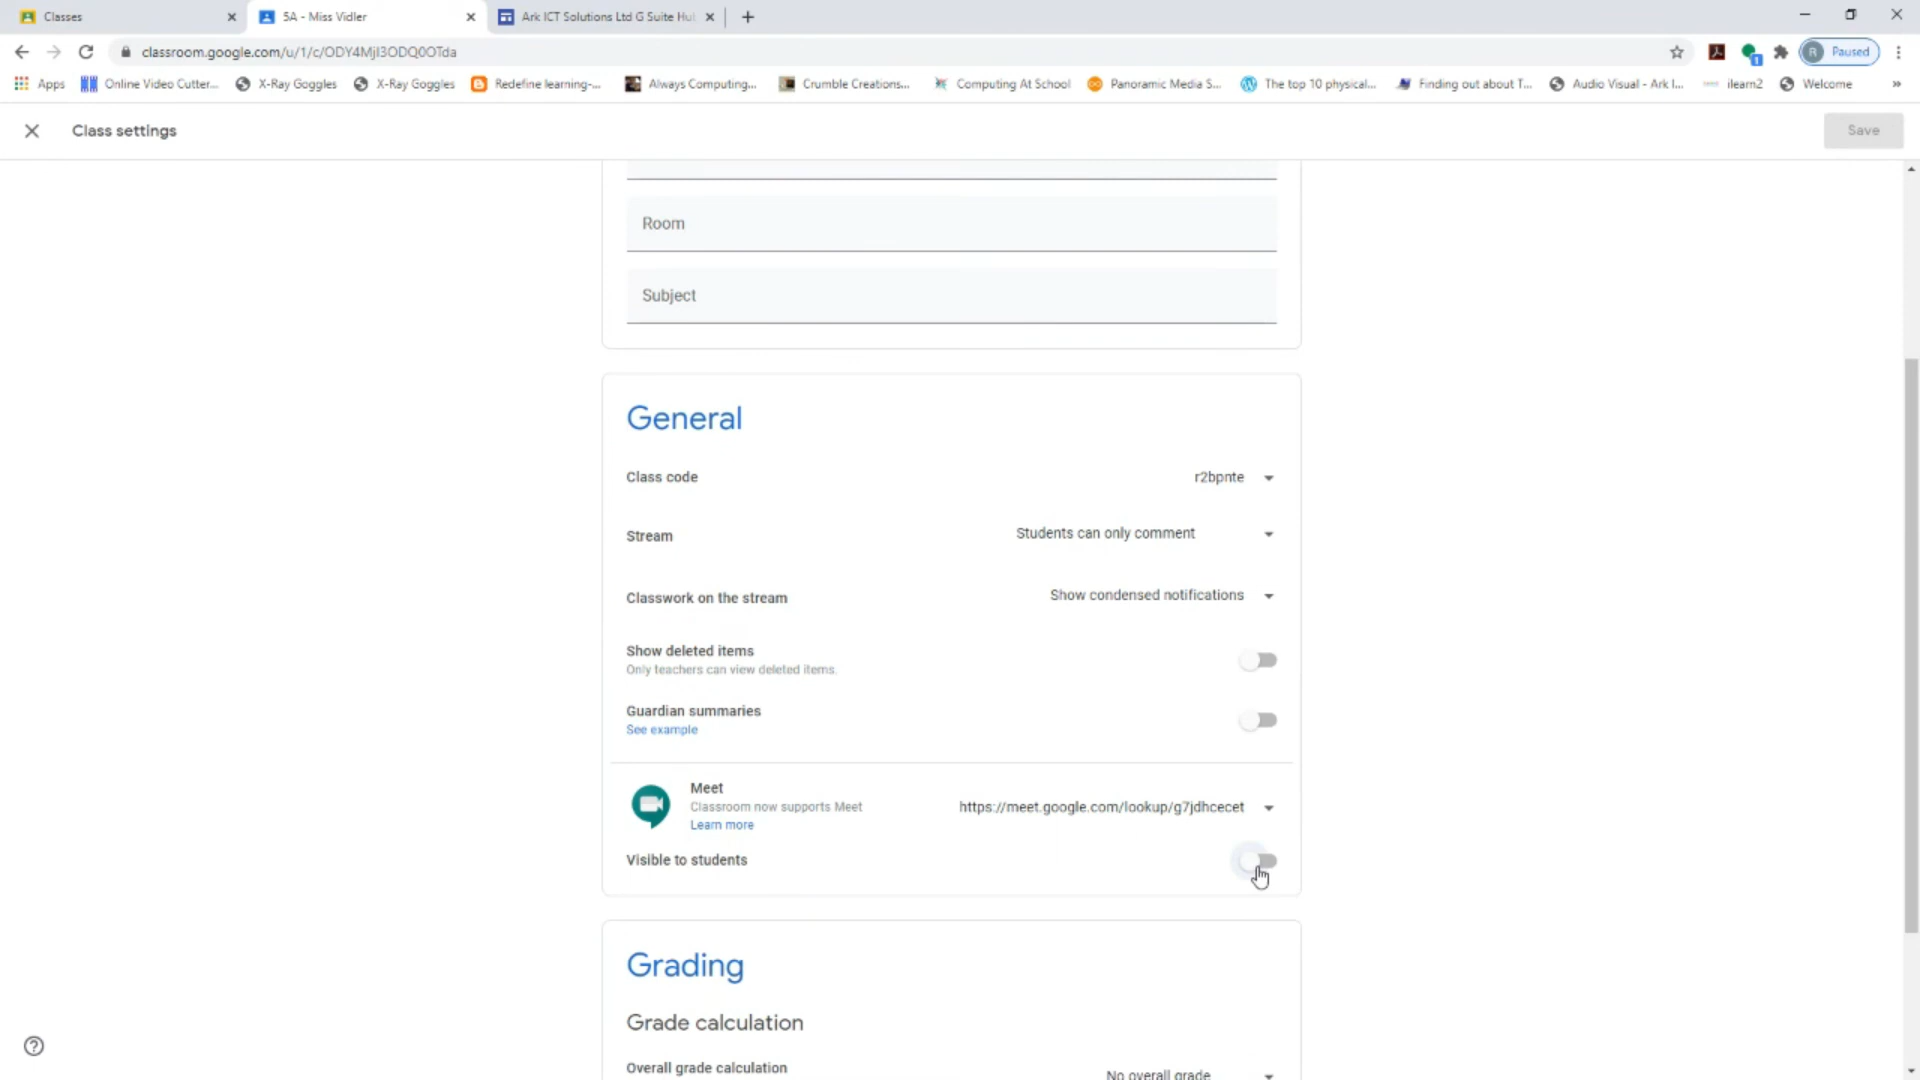 Classes
5A - Miss Vidler
Ark ICT Solutions Ltd G Suite Hu
classroom.google.com/u/1/c/ODY4MjI3ODQ0OTda
R Paused
Apps
Online Video Cutter...
X-Ray Goggles
X-Ray Goggles
Redefine learning-...
Always Computing...
Crumble Creations...
Computing At School
Panoramic Media S...
The top 10 physical...
Finding out about T...
Audio Visual - Ark I...
ilearn2
Welcome
»
Class settings
Save
Room
Subject
General
Class code
r2bpnte
Stream
Students can only comment
Classwork on the stream
Show condensed notifications
Show deleted items
Only teachers can view deleted items.
Guardian summaries
See example
Meet
Classroom now supports Meet
https://meet.google.com/lookup/g7jdhcecet
Learn more
Visible to students
Grading
Grade calculation
Overall grade calculation
No overall grade